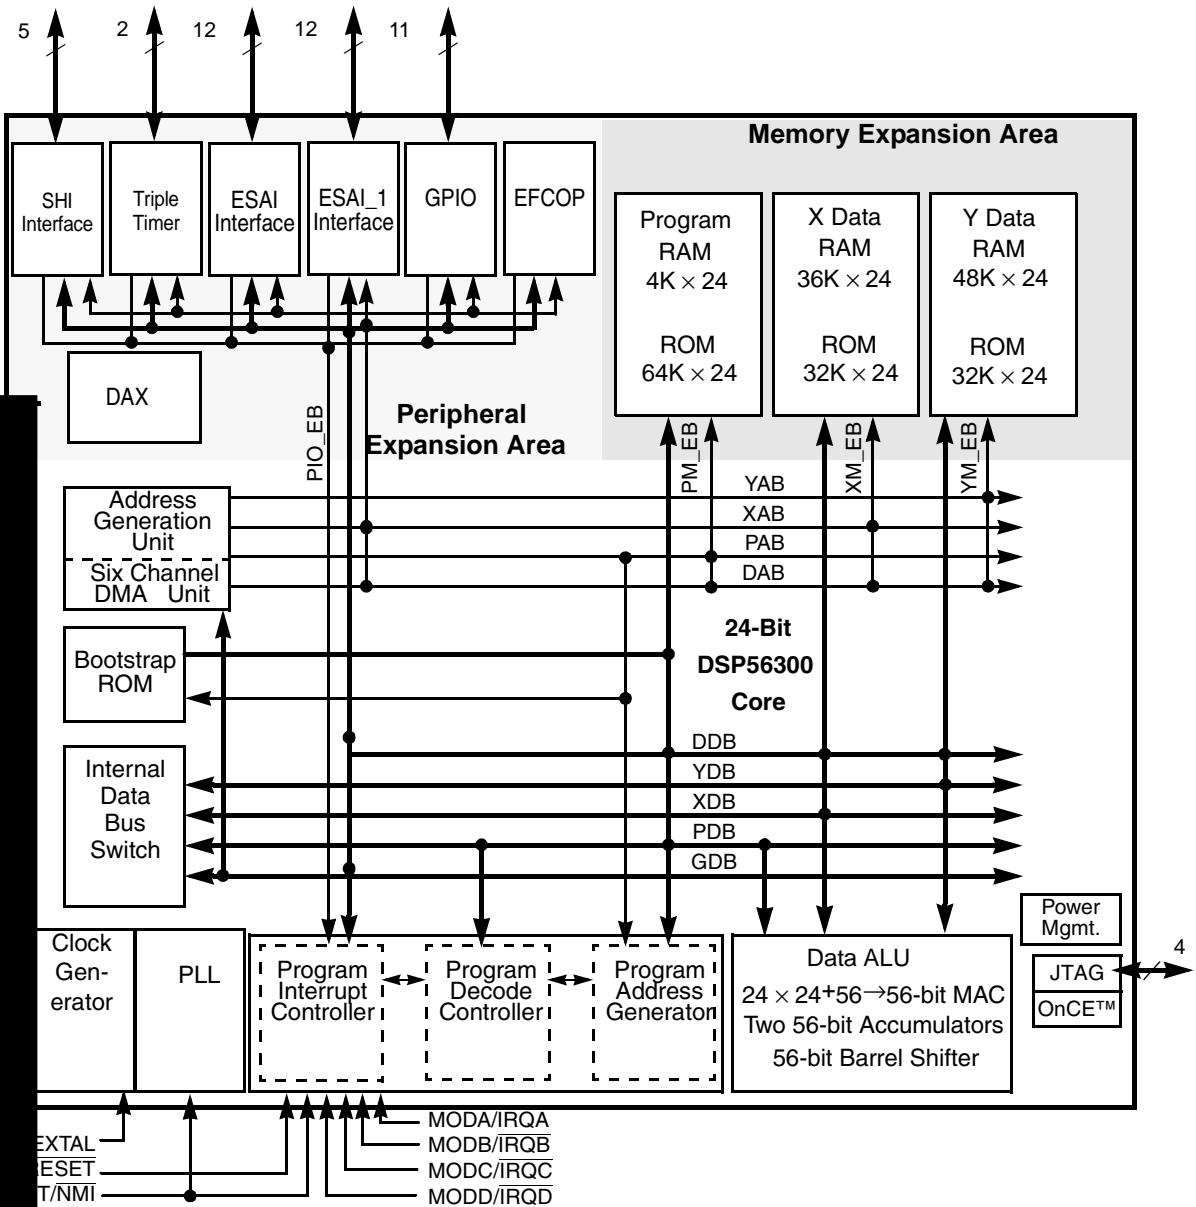 5 2 12 12 11
Memory Expansion Area
SHI
Interface
Triple
Timer
ESAI
Interface
ESAI_1
Interface
GPIO
EFCOP
Program
RAM
4K × 24
ROM
64K × 24
X Data
RAM
36K × 24
ROM
32K × 24
Y Data
RAM
48K × 24
ROM
32K × 24
DAX
Peripheral
Expansion Area
PIO_EB
PM_EB
XM_EB
YM_EB
Address
Generation
Unit
Six Channel
DMA Unit
YAB
XAB
PAB
DAB
24-Bit
DSP56300
Core
Bootstrap
ROM
Internal
Data
Bus
Switch
DDB
YDB
XDB
PDB
GDB
Clock
Gen-
erator
PLL
Program
Interrupt
Controller
Program
Decode
Controller
Program
Address
Generator
Data ALU
24 × 24+56→56-bit MAC
Two 56-bit Accumulators
56-bit Barrel Shifter
Power
Mgmt.
JTAG
OnCE™
4
EXTAL
RESET
T/NMI
MODA/IRQA
MODB/IRQB
MODC/IRQC
MODD/IRQD